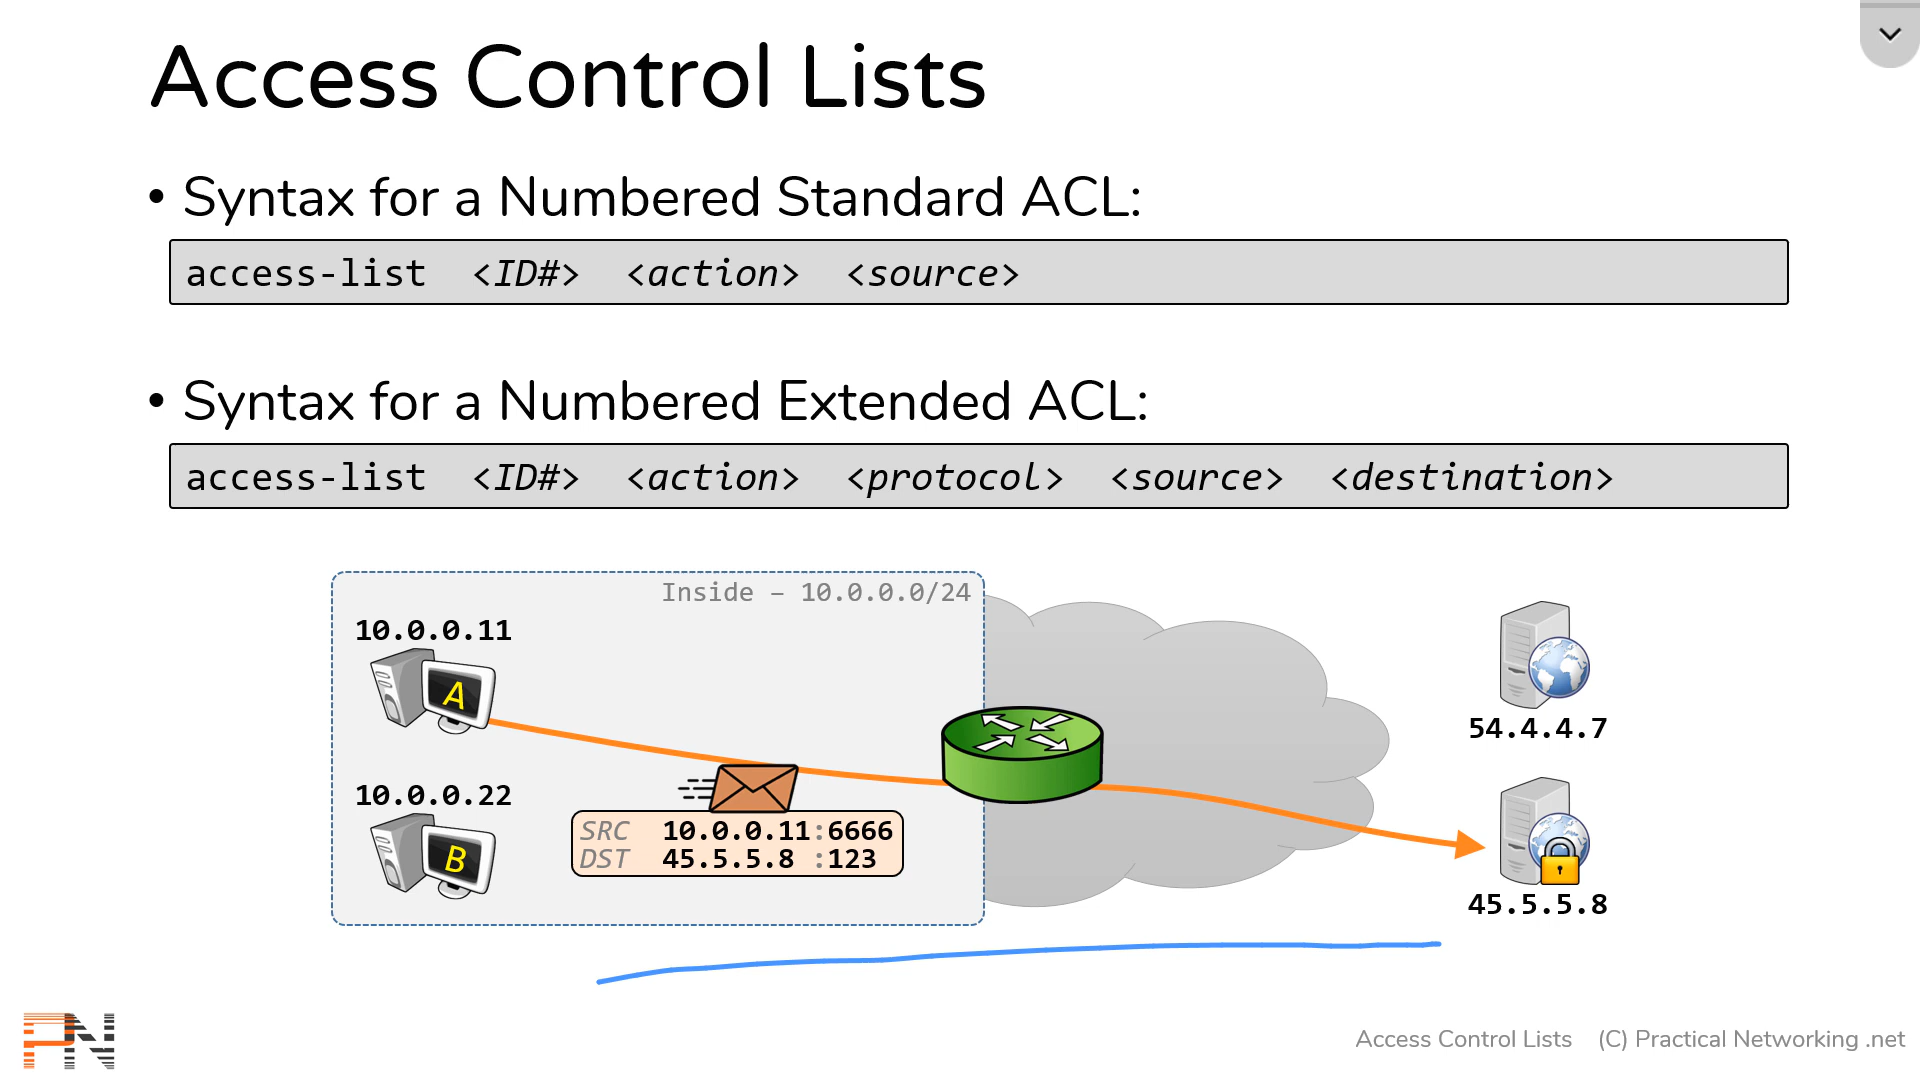 Access Control Lists
• Syntax for a Numbered Standard ACL:
access-list <ID#> <action> <source>
• Syntax for a Numbered Extended ACL:
access-list <ID#> <action> <protocol> <source> <destination>
Inside – 10.0.0.0/24
10.0.0.11
A
10.0.0.22
B
SRC 10.0.0.11:6666
DST 45.5.5.8 :123
54.4.4.7
45.5.5.8
PN
Access Control Lists (C) Practical Networking .net